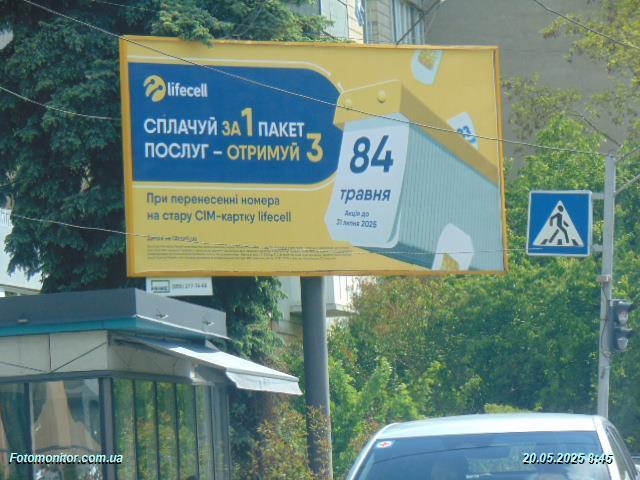 lifecell
СПЛАЧУЙ ЗА 1 ПАКЕТ
ПОСЛУГ – ОТРИМУЙ 3
При перенесенні номера
на стару СІМ-картку lifecell
84
травня
Акція до
31 липня 2025
Fotomonitor.com.ua
20.05.2025 8:45